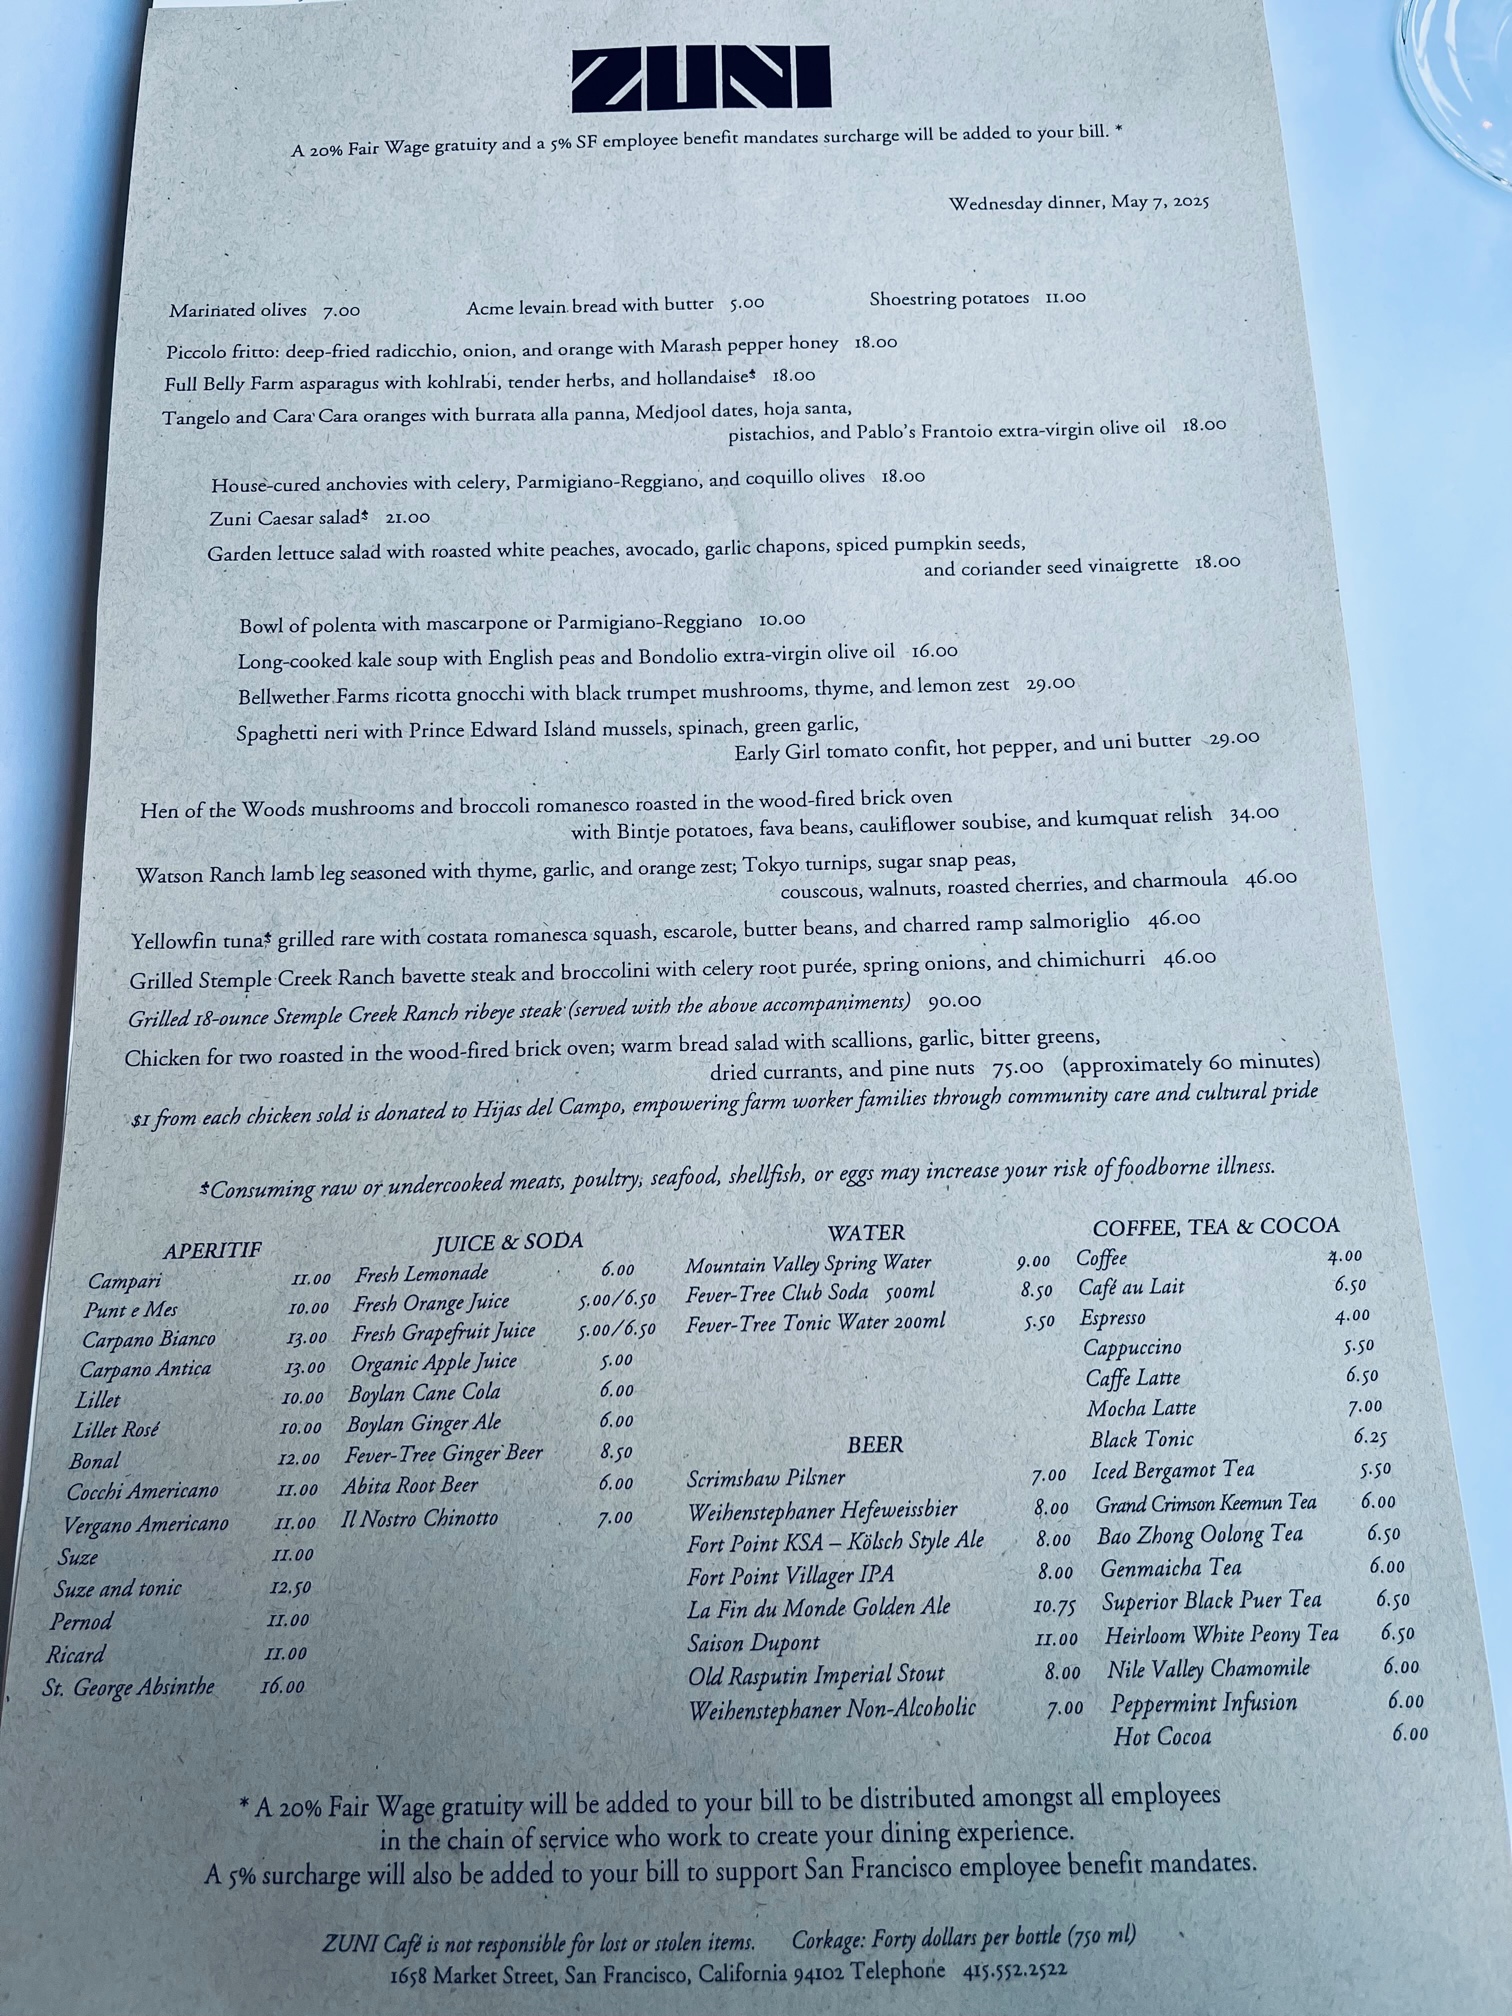 ZUNI
A 20% Fair Wage gratuity and a 5% SF employee benefit mandates surcharge will be added to your bill. *
Wednesday dinner, May 7, 2025
Marinated olives 7.00 Acme levain bread with butter 5.00 Shoestring potatoes 11.00
Piccolo fritto: deep-fried radicchio, onion, and orange with Marash pepper honey 18.00
Full Belly Farm asparagus with kohlrabi, tender herbs, and hollandaise$ 18.00
Tangelo and Cara Cara oranges with burrata alla panna, Medjool dates, hoja santa,
pistachios, and Pablo's Frantoio extra-virgin olive oil 18.00
House-cured anchovies with celery, Parmigiano-Reggiano, and coquillo olives 18.00
Zuni Caesar salad$ 21.00
Garden lettuce salad with roasted white peaches, avocado, garlic chapons, spiced pumpkin seeds,
and coriander seed vinaigrette 18.00
Bowl of polenta with mascarpone or Parmigiano-Reggiano 10.00
Long-cooked kale soup with English peas and Bondolio extra-virgin olive oil 16.00
Bellwether Farms ricotta gnocchi with black trumpet mushrooms, thyme, and lemon zest 29.00
Spaghetti neri with Prince Edward Island mussels, spinach, green garlic,
Early Girl tomato confit, hot pepper, and uni butter 29.00
Hen of the Woods mushrooms and broccoli romanesco roasted in the wood-fired brick oven
with Bintje potatoes, fava beans, cauliflower soubise, and kumquat relish 34.00
Watson Ranch lamb leg seasoned with thyme, garlic, and orange zest; Tokyo turnips, sugar snap peas,
couscous, walnuts, roasted cherries, and charmoula 46.00
Yellowfin tuna$ grilled rare with costata romanesca squash, escarole, butter beans, and charred ramp salmoriglio 46.00
Grilled Stemple Creek Ranch bavette steak and broccolini with celery root purée, spring onions, and chimichurri 46.00
Grilled 18-ounce Stemple Creek Ranch ribeye steak (served with the above accompaniments) 90.00
Chicken for two roasted in the wood-fired brick oven; warm bread salad with scallions, garlic, bitter greens,
dried currants, and pine nuts 75.00 (approximately 60 minutes)
$1 from each chicken sold is donated to Hijas del Campo, empowering farm worker families through community care and cultural pride
$Consuming raw or undercooked meats, poultry, seafood, shellfish, or eggs may increase your risk of foodborne illness.
APERITIF
Campari 11.00
Punt e Mes 10.00
Carpano Bianco 13.00
Carpano Antica 13.00
Lillet 10.00
Lillet Rosé 10.00
Bonal 12.00
Cocchi Americano 11.00
Vergano Americano 11.00
Suze 11.00
Suze and tonic 12.50
Pernod 11.00
Ricard 11.00
St. George Absinthe 16.00
JUICE & SODA
Fresh Lemonade 6.00
Fresh Orange Juice 5.00/6.50
Fresh Grapefruit Juice 5.00/6.50
Organic Apple Juice 5.00
Boylan Cane Cola 6.00
Boylan Ginger Ale 6.00
Fever-Tree Ginger Beer 8.50
Abita Root Beer 6.00
Il Nostro Chinotto 7.00
WATER
Mountain Valley Spring Water 9.00
Fever-Tree Club Soda 500ml 8.50
Fever-Tree Tonic Water 200ml 5.50
BEER
Scrimshaw Pilsner 7.00
Weihenstephaner Hefeweissbier 8.00
Fort Point KSA – Kölsch Style Ale 8.00
Fort Point Villager IPA 8.00
La Fin du Monde Golden Ale 10.75
Saison Dupont 11.00
Old Rasputin Imperial Stout 8.00
Weihenstephaner Non-Alcoholic 7.00
COFFEE, TEA & COCOA
Coffee 4.00
Café au Lait 6.50
Espresso 4.00
Cappuccino 5.50
Caffe Latte 6.50
Mocha Latte 7.00
Black Tonic 6.25
Iced Bergamot Tea 5.50
Grand Crimson Keemun Tea 6.00
Bao Zhong Oolong Tea 6.50
Genmaicha Tea 6.00
Superior Black Puer Tea 6.50
Heirloom White Peony Tea 6.50
Nile Valley Chamomile 6.00
Peppermint Infusion 6.00
Hot Cocoa 6.00
* A 20% Fair Wage gratuity will be added to your bill to be distributed amongst all employees
in the chain of service who work to create your dining experience.
A 5% surcharge will also be added to your bill to support San Francisco employee benefit mandates.
ZUNI Café is not responsible for lost or stolen items. Corkage: Forty dollars per bottle (750 ml)
1658 Market Street, San Francisco, California 94102 Telephone 415.552.2522